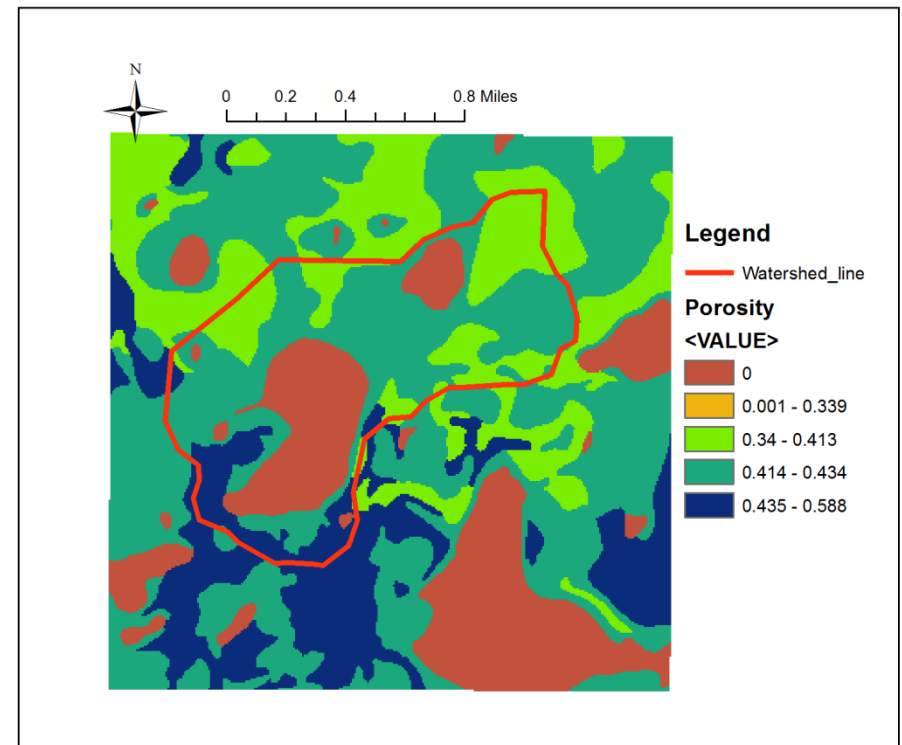 N
0 0.2 0.4 0.8 Miles
Legend
Watershed_line
Porosity
<VALUE>
0
0.001 - 0.339
0.34 - 0.413
0.414 - 0.434
0.435 - 0.588